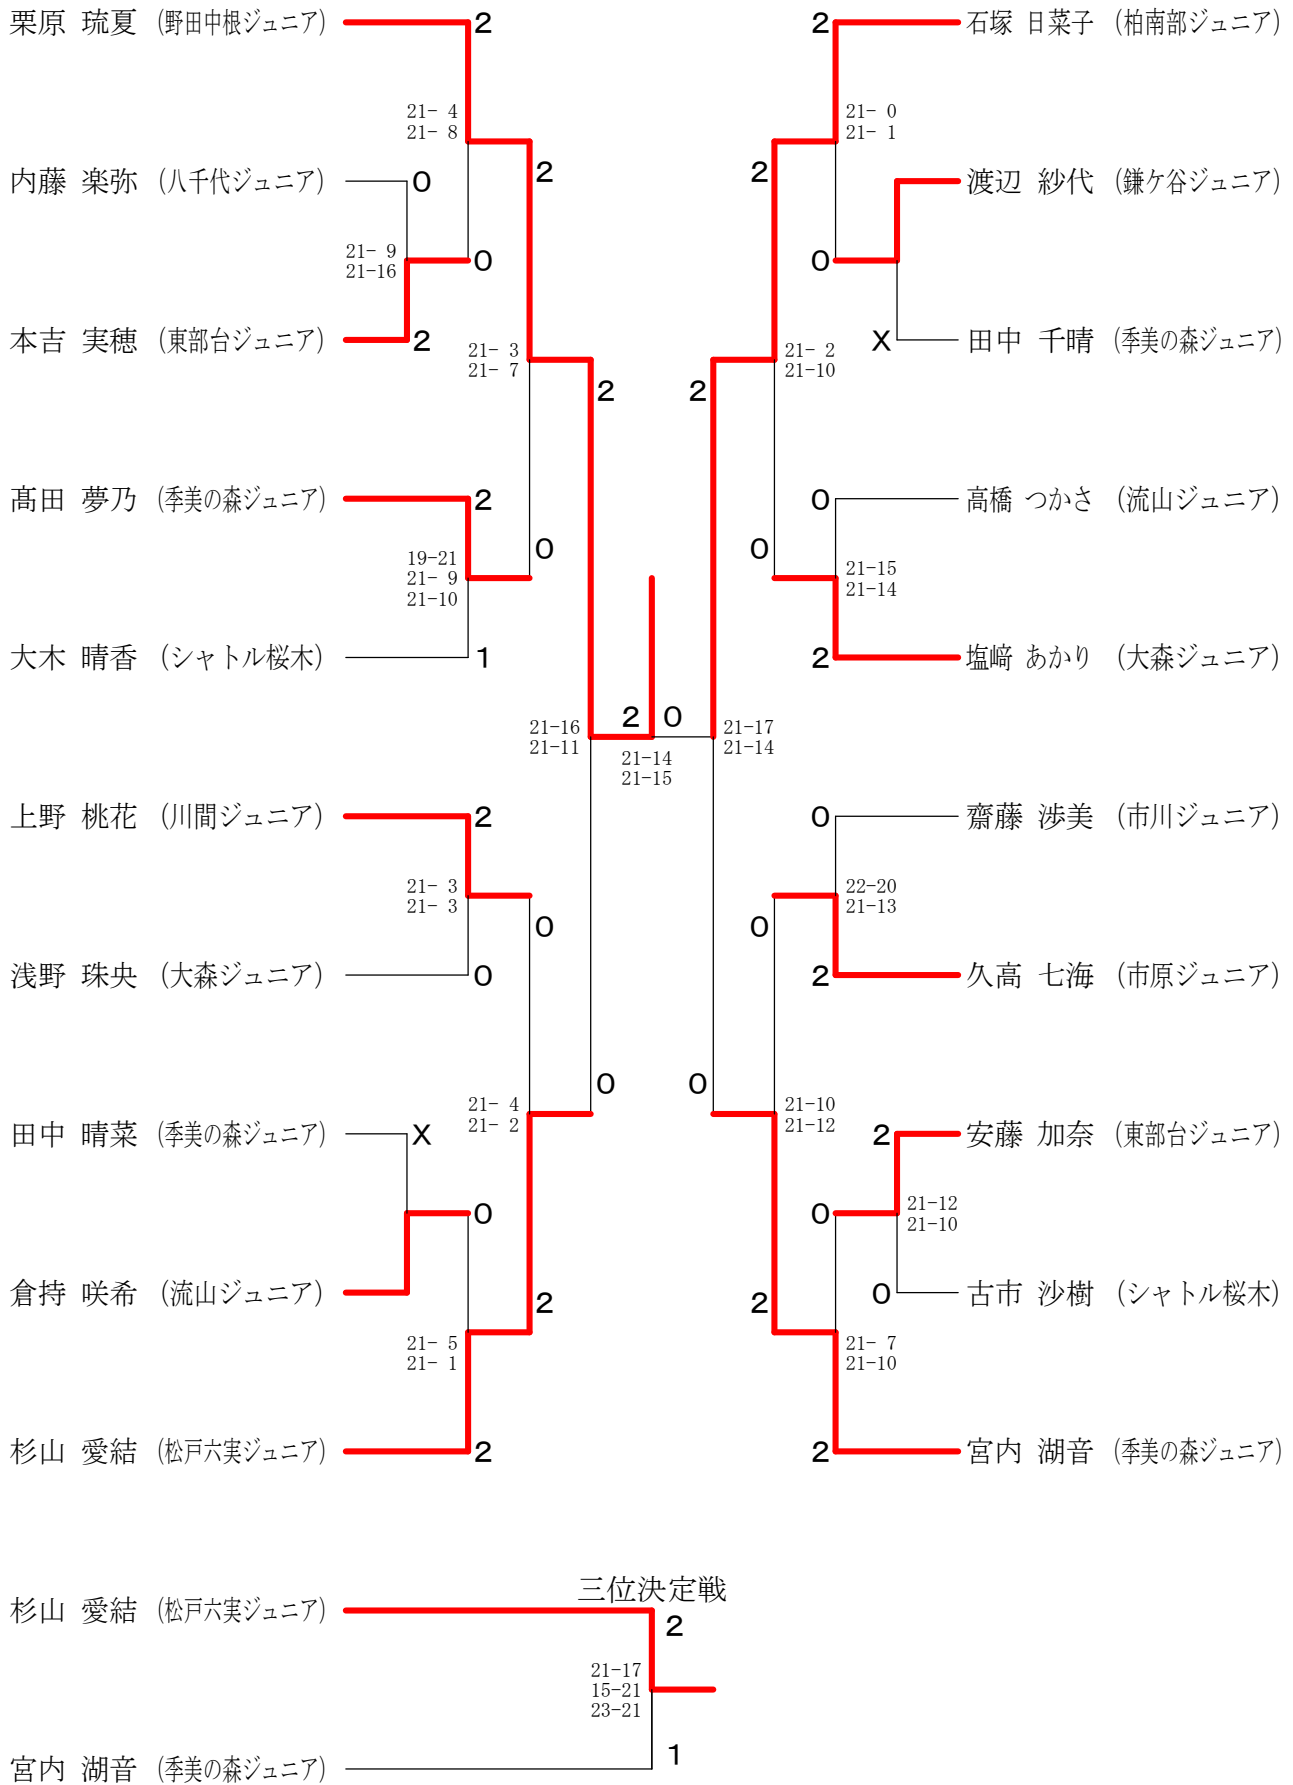 栗原 琉夏 (野田中根ジュニア)
2
21- 4
21- 8
2
内藤 楽弥 (八千代ジュニア)
0
21- 9
21-16
0
本吉 実穂 (東部台ジュニア)
2
21- 3
21- 7
2
髙田 夢乃 (季美の森ジュニア)
2
0
19-21
21- 9
21-10
大木 晴香 (シャトル桜木)
1
21-16
21-11
上野 桃花 (川間ジュニア)
2
21- 3
21- 3
0
浅野 珠央 (大森ジュニア)
0
0
21- 4
21- 2
田中 晴菜 (季美の森ジュニア)
X
0
倉持 咲希 (流山ジュニア)
2
21- 5
21- 1
杉山 愛結 (松戸六実ジュニア)
2
2 0
21-14
21-15
2
石塚 日菜子 (柏南部ジュニア)
21- 0
21- 1
2
渡辺 紗代 (鎌ケ谷ジュニア)
0
X
田中 千晴 (季美の森ジュニア)
21- 2
21-10
2
0
高橋 つかさ (流山ジュニア)
0
21-15
21-14
2
塩﨑 あかり (大森ジュニア)
21-17
21-14
0
齋藤 渉美 (市川ジュニア)
22-20
21-13
0
2
久高 七海 (市原ジュニア)
0
21-10
21-12
2
安藤 加奈 (東部台ジュニア)
21-12
21-10
0
0
古市 沙樹 (シャトル桜木)
2
21- 7
21-10
2
宮内 湖音 (季美の森ジュニア)
三位決定戦
杉山 愛結 (松戸六実ジュニア)
2
21-17
15-21
23-21
1
宮内 湖音 (季美の森ジュニア)